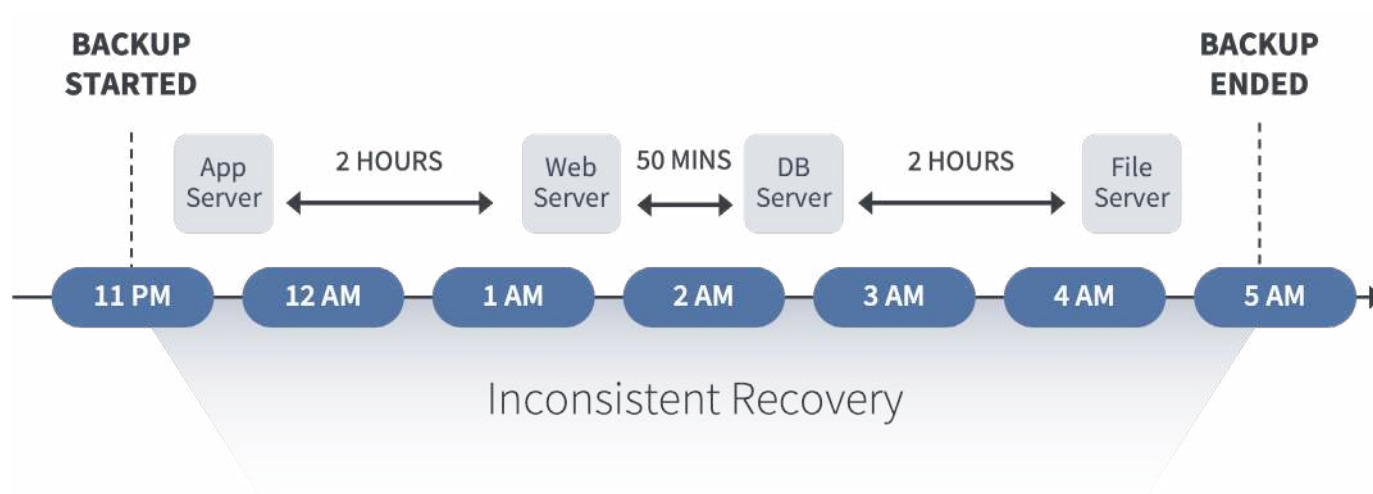 BACKUP
STARTED
BACKUP
ENDED
App
Server
2 HOURS
Web
Server
50 MINS
DB
Server
2 HOURS
File
Server
11 PM
12 AM
1 AM
2 AM
3 AM
4 AM
5 AM
Inconsistent Recovery